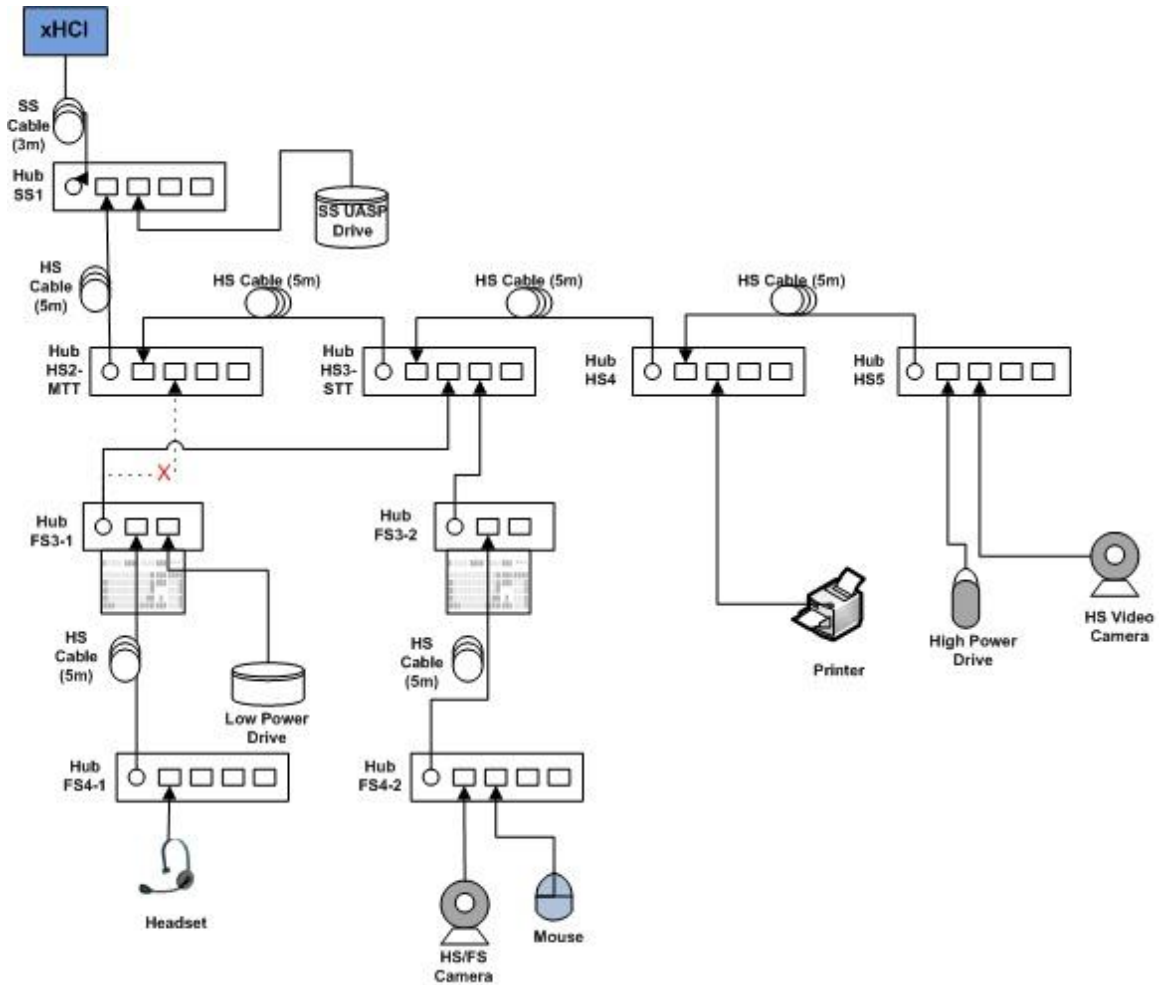 xHCI
SS
Cable
(3m)
Hub
SS1
SS UASP
Drive
HS
Cable
(5m)
HS Cable (5m)
HS Cable (5m)
HS Cable (5m)
Hub
HS2-
MTT
Hub
HS3-
STT
Hub
HS4
Hub
HS5
X
Hub
FS3-1
Hub
FS3-2
HS
Cable
(5m)
HS
Cable
(5m)
Low Power
Drive
Printer
High Power
Drive
HS Video
Camera
Hub
FS4-1
Hub
FS4-2
Headset
HS/FS
Camera
Mouse